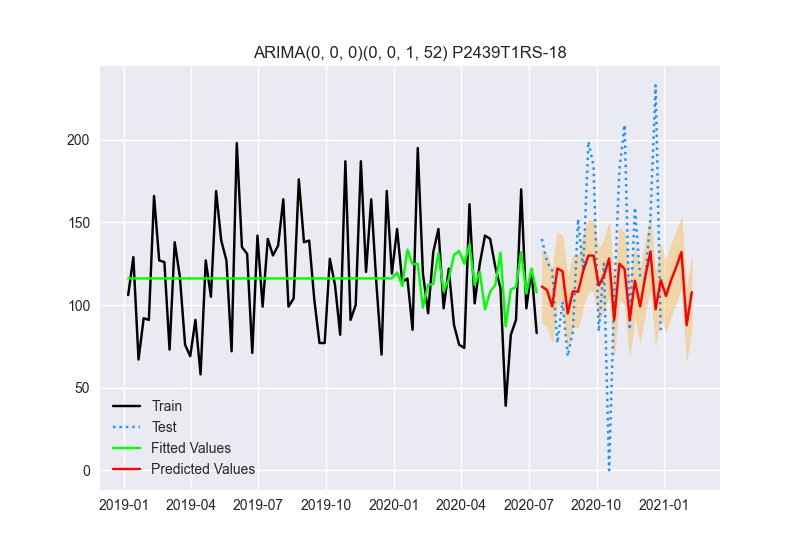 ARIMA(0, 0, 0)(0, 0, 1, 52) P2439T1RS-18
200
150
100
50
0
Train
Test
Fitted Values
Predicted Values
2019-01 2019-04 2019-07 2019-10 2020-01 2020-04 2020-07 2020-10 2021-01